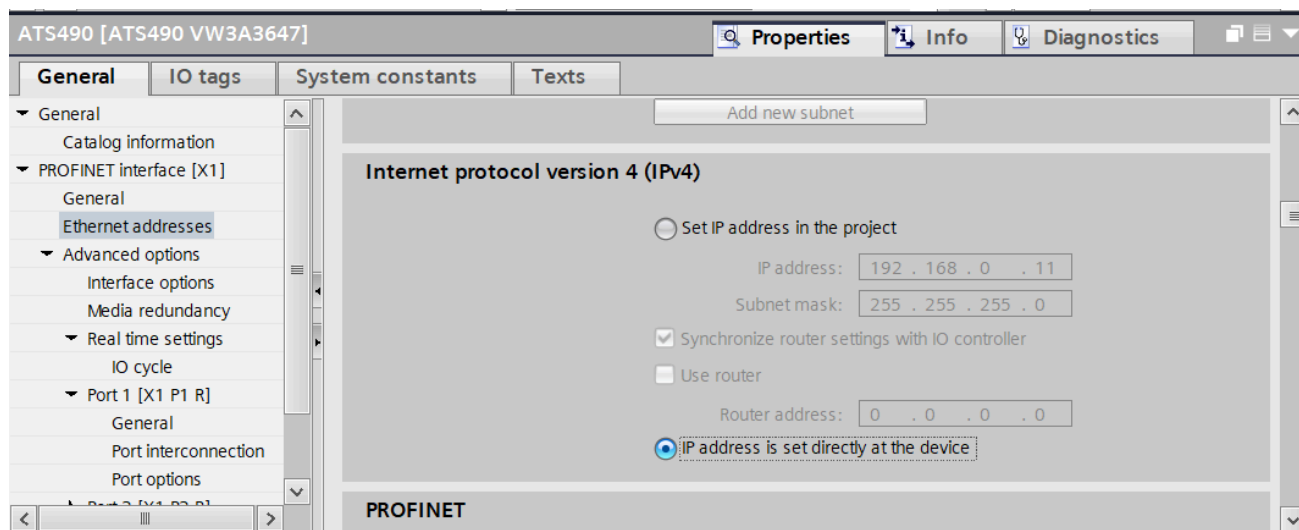 ATS490 [ATS490 VW3A3647]
Properties
Info
Diagnostics
General
IO tags
System constants
Texts
General
Catalog information
PROFINET interface [X1]
General
Ethernet addresses
Advanced options
Interface options
Media redundancy
Real time settings
IO cycle
Port 1 [X1 P1 R]
General
Port interconnection
Port options
Port 2 [X1 P2 R]
Add new subnet
Internet protocol version 4 (IPv4)
Set IP address in the project
IP address: 192 . 168 . 0 . 11
Subnet mask: 255 . 255 . 255 . 0
Synchronize router settings with IO controller
Use router
Router address: 0 . 0 . 0 . 0
IP address is set directly at the device
PROFINET